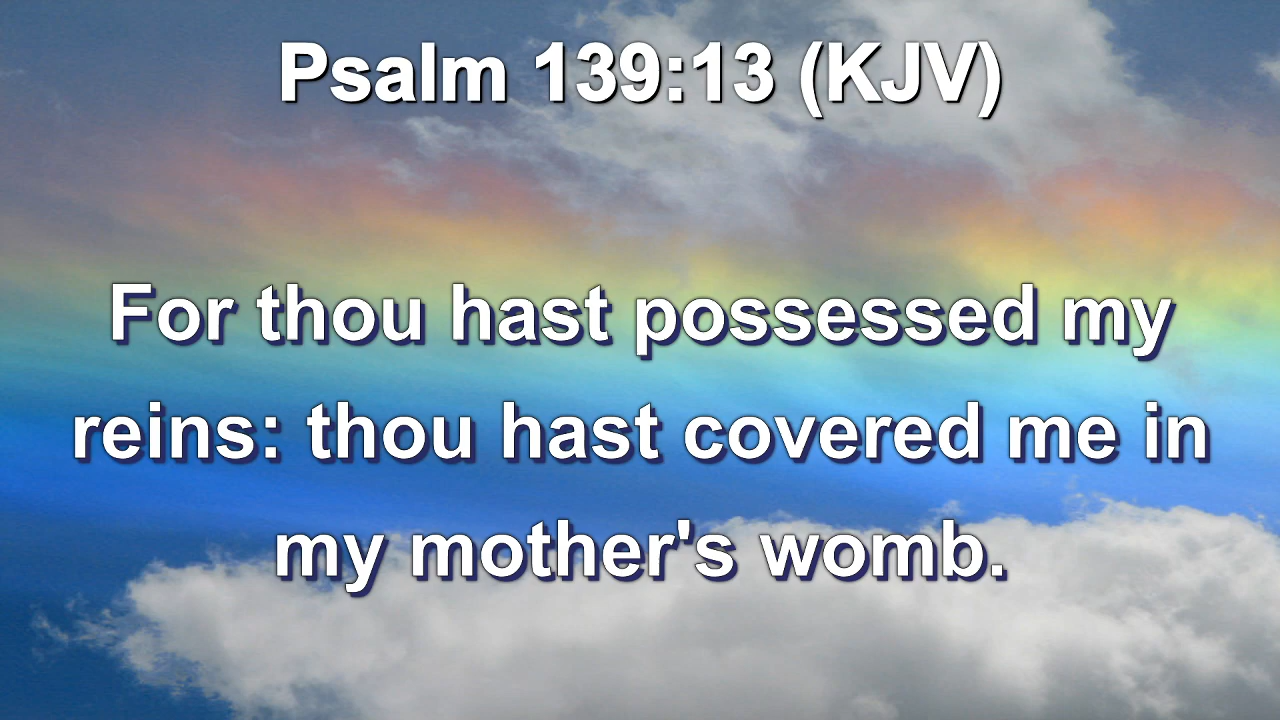 Psalm 139:13 (KJV)
For thou hast possessed my
reins: thou hast covered me in
my mother's womb.